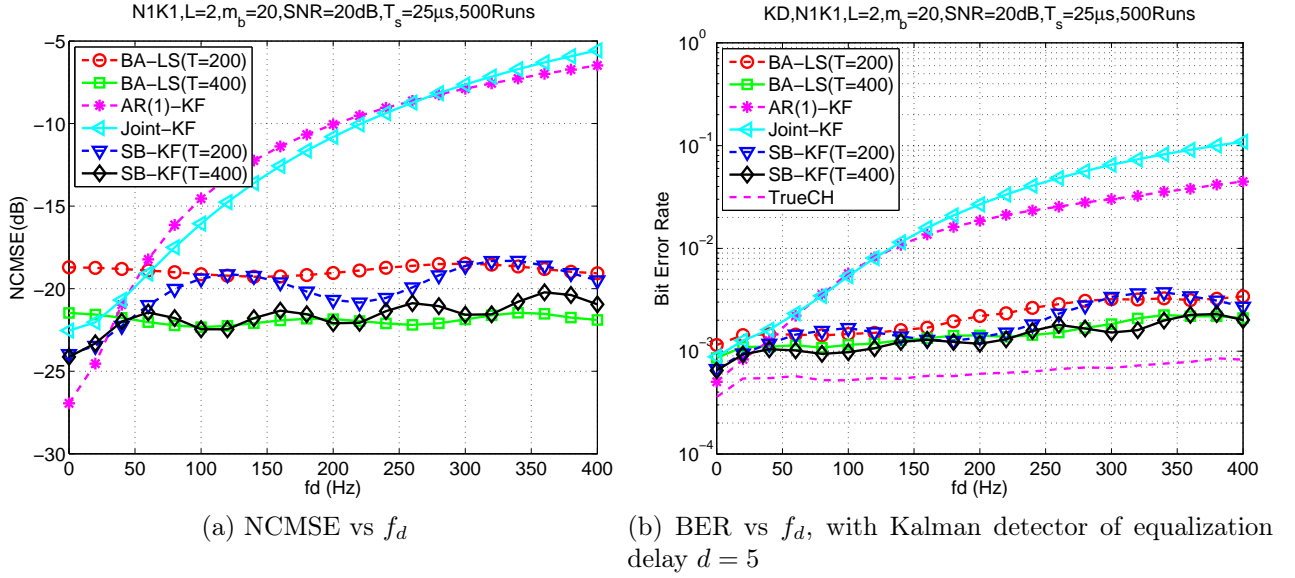 N1K1,L=2,m_b=20,SNR=20dB,T_s=25μs,500Runs
NCMSE(dB)
−5
−10
−15
−20
−25
−30
BA−LS(T=200)
BA−LS(T=400)
AR(1)−KF
Joint−KF
SB−KF(T=200)
SB−KF(T=400)
0 50 100 150 200 250 300 350 400
fd (Hz)
(a) NCMSE vs f_d
KD,N1K1,L=2,m_b=20,SNR=20dB,T_s=25μs,500Runs
Bit Error Rate
10^0
10^−1
10^−2
10^−3
10^−4
BA−LS(T=200)
BA−LS(T=400)
AR(1)−KF
Joint−KF
SB−KF(T=200)
SB−KF(T=400)
TrueCH
0 50 100 150 200 250 300 350 400
fd (Hz)
(b) BER vs f_d, with Kalman detector of equalization
delay d = 5